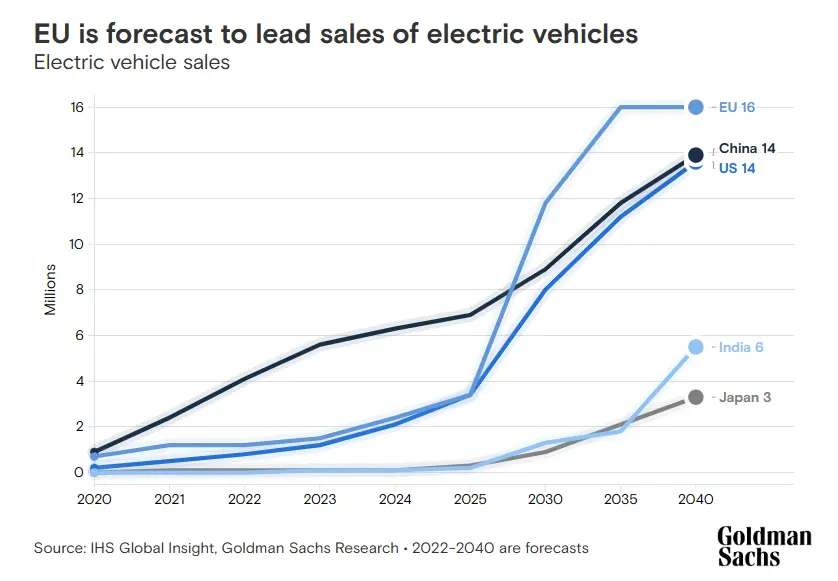 EU is forecast to lead sales of electric vehicles
Electric vehicle sales
16
14
12
10
8
6
4
2
0
Millions
EU 16
China 14
US 14
India 6
Japan 3
2020 2021 2022 2023 2024 2025 2030 2035 2040
Source: IHS Global Insight, Goldman Sachs Research • 2022-2040 are forecasts
Goldman
Sachs